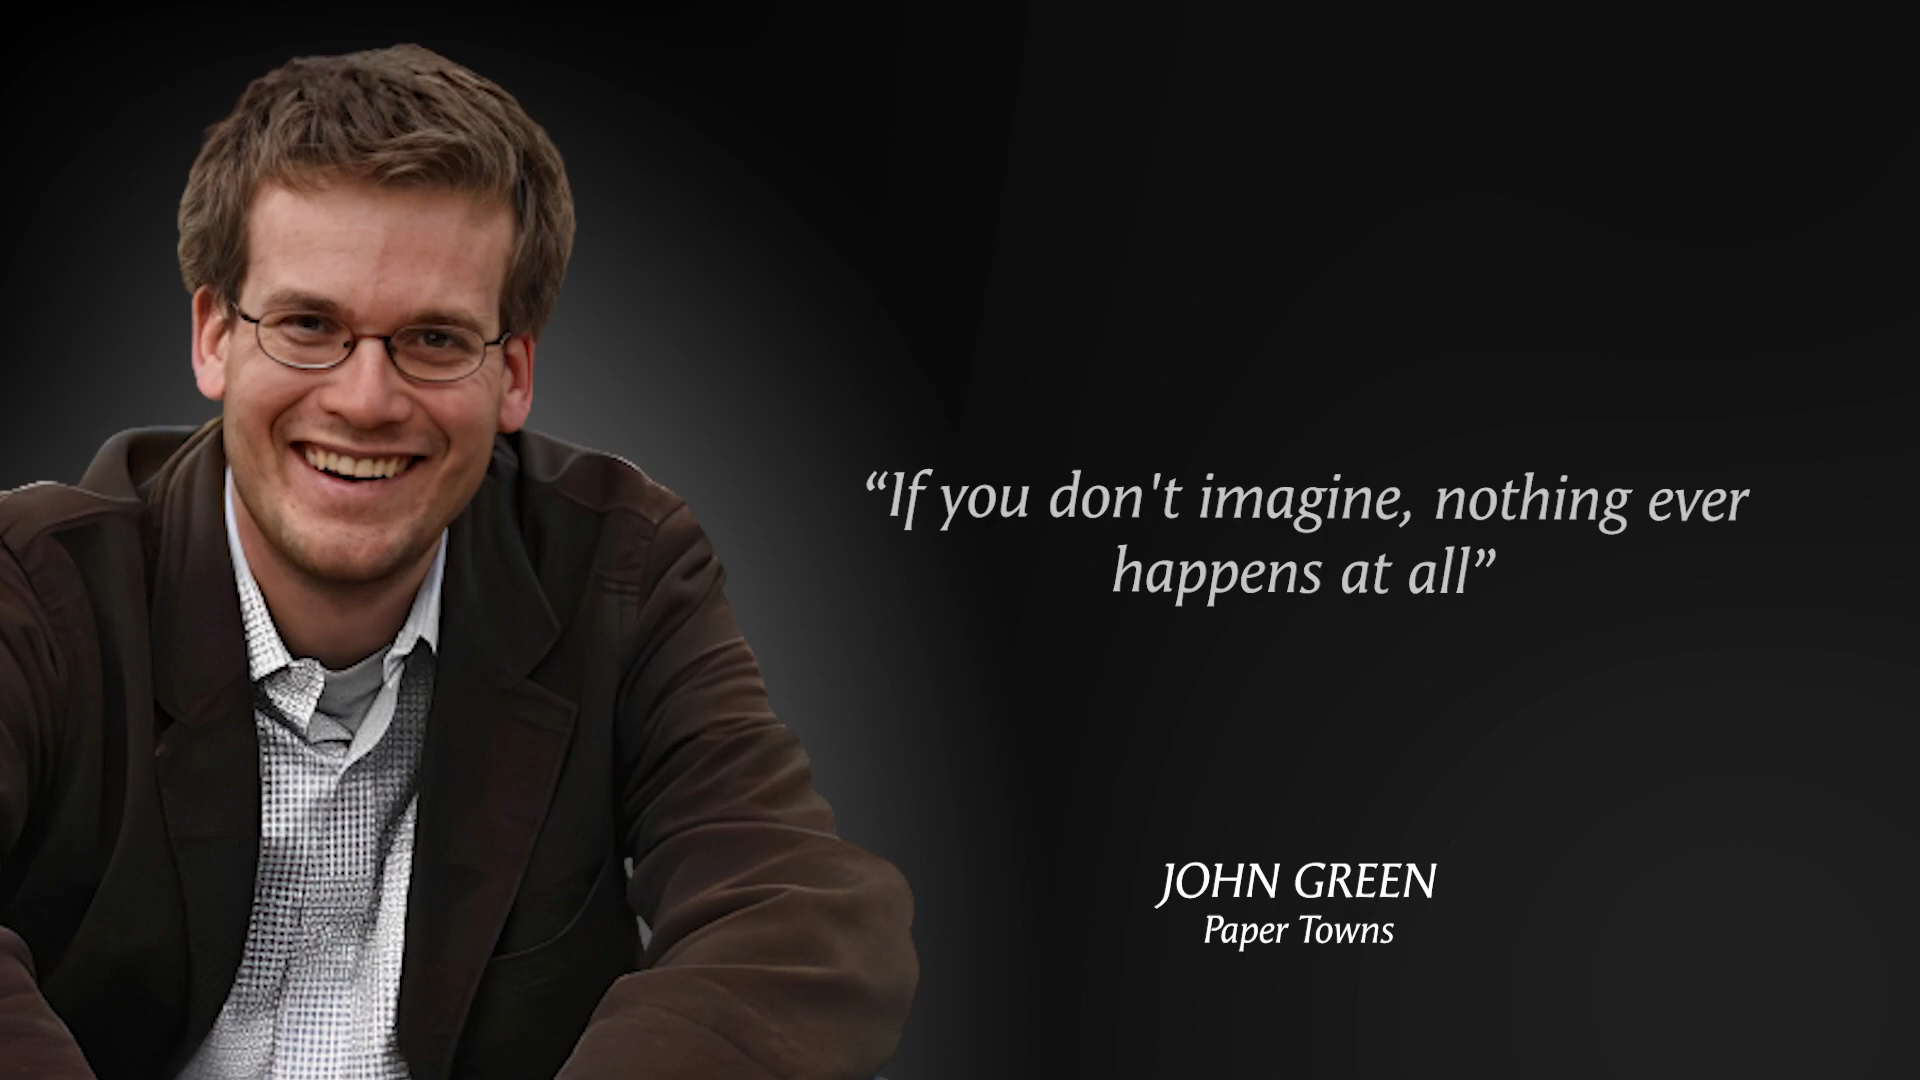 “If you don't imagine, nothing ever
happens at all”
JOHN GREEN
Paper Towns